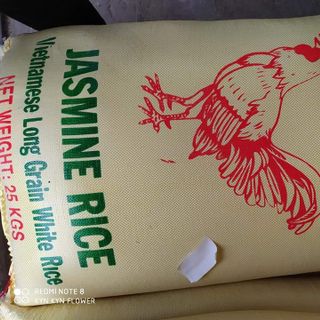 JASMINE RICE
Vietnamese Long Grain White Rice
NET WEIGHT: 25 KGS
REDMI NOTE 8
KYN KYN FLOWER